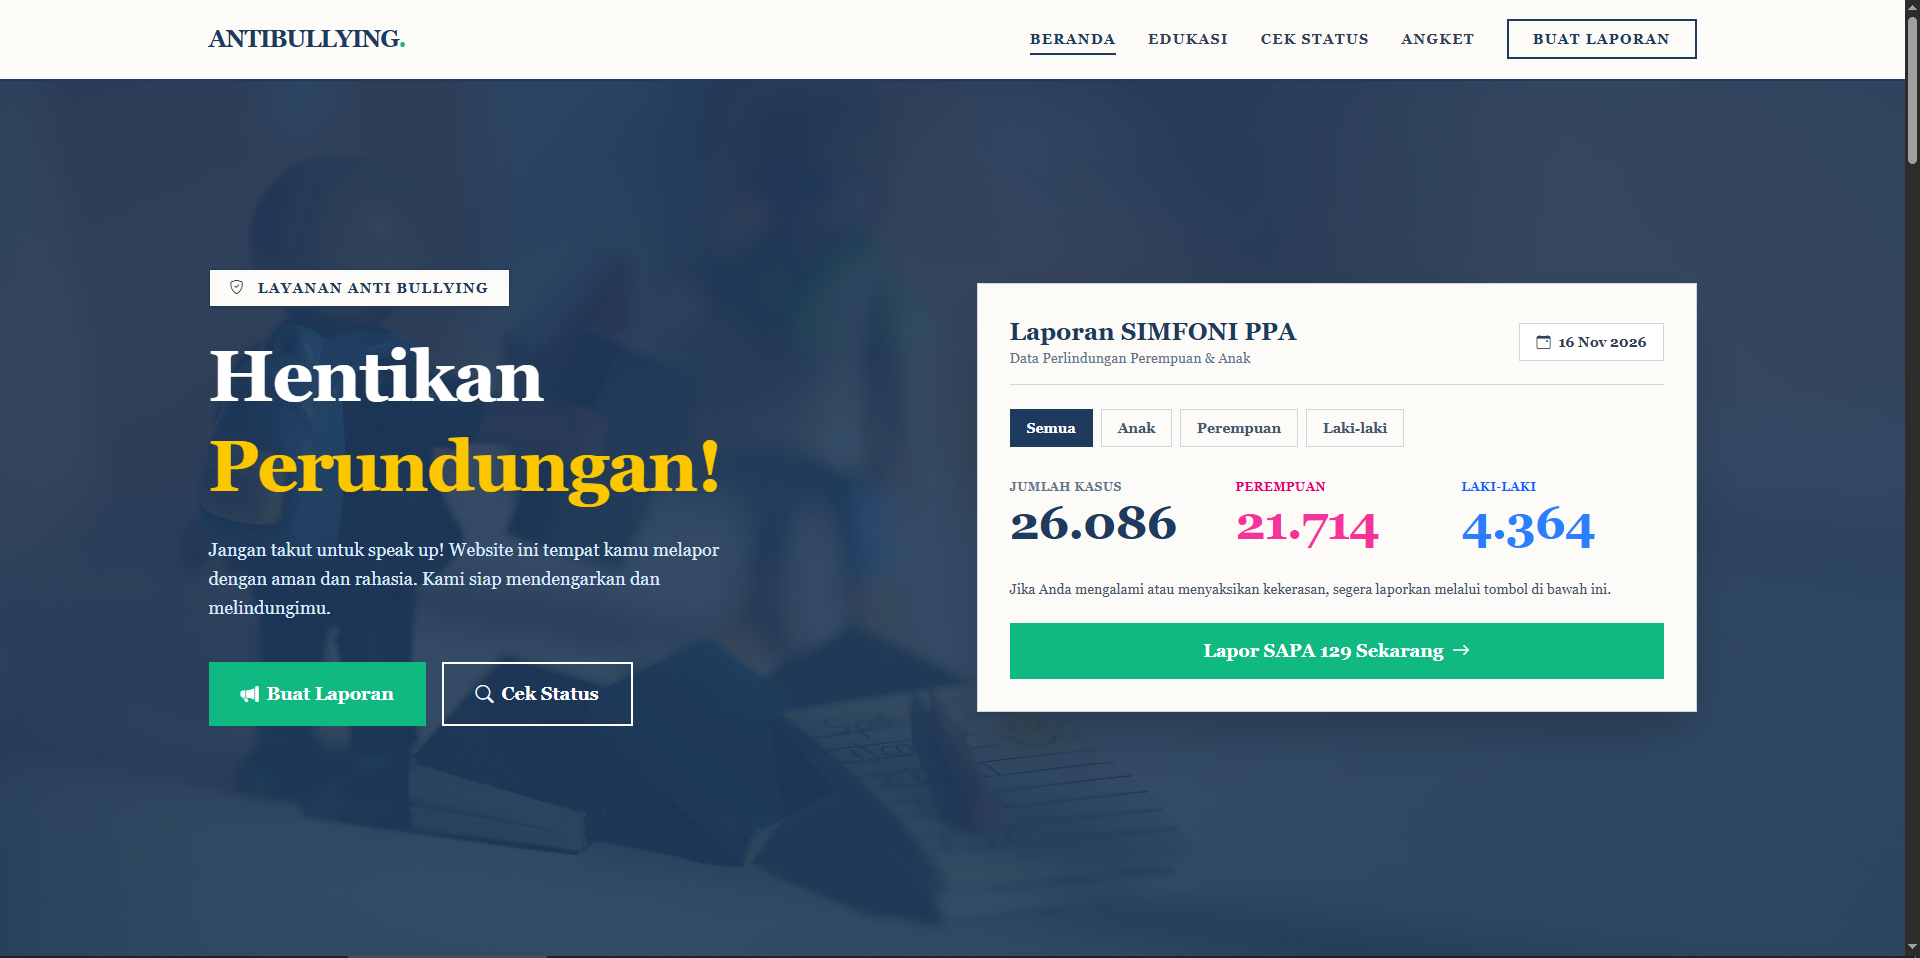 ANTIBULLYING.
BERANDA
EDUKASI
CEK STATUS
ANGKET
BUAT LAPORAN
LAYANAN ANTI BULLYING
Hentikan
Perundungan!
Jangan takut untuk speak up! Website ini tempat kamu melapor
dengan aman dan rahasia. Kami siap mendengarkan dan
melindungimu.
Buat Laporan
Cek Status
Laporan SIMFONI PPA
Data Perlindungan Perempuan & Anak
16 Nov 2026
Semua
Anak
Perempuan
Laki-laki
JUMLAH KASUS
26.086
PEREMPUAN
21.714
LAKI-LAKI
4.364
Jika Anda mengalami atau menyaksikan kekerasan, segera laporkan melalui tombol di bawah ini.
Lapor SAPA 129 Sekarang →